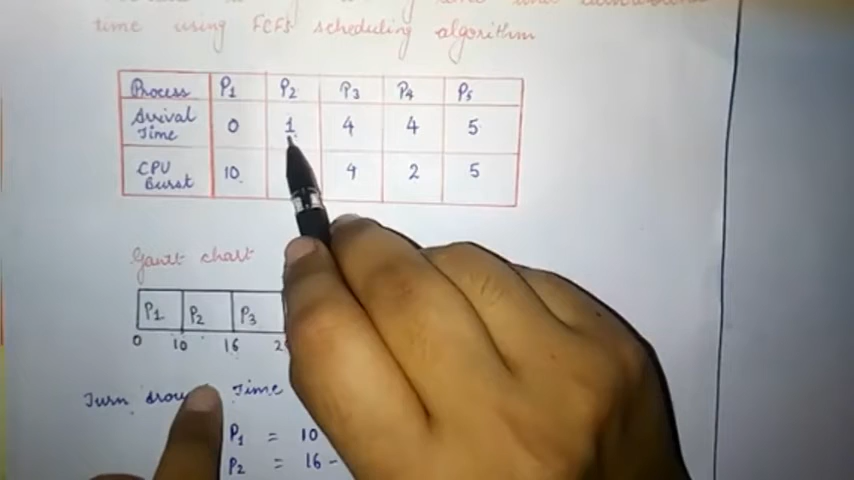 time using FCFS scheduling algorithm
Process P1 P2 P3 P4 P5
Arrival Time 0 1 4 4 5
CPU Burst 10 4 2 5
Gantt chart
P1 P2 P3
0 10 16
Turn Time
P1 = 10
P2 = 16 -